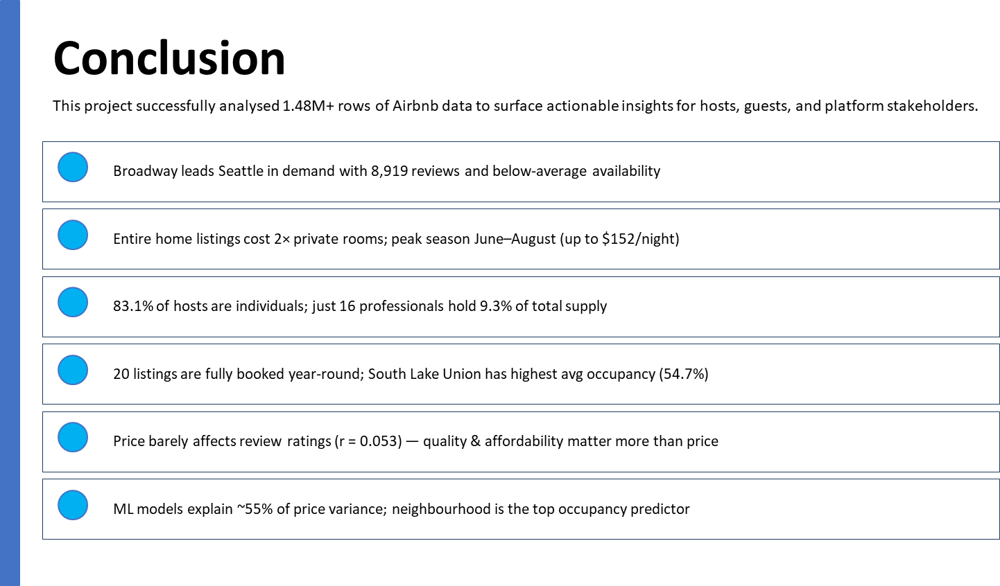 Conclusion
This project successfully analysed 1.48M+ rows of Airbnb data to surface actionable insights for hosts, guests, and platform stakeholders.
Broadway leads Seattle in demand with 8,919 reviews and below-average availability
Entire home listings cost 2× private rooms; peak season June–August (up to $152/night)
83.1% of hosts are individuals; just 16 professionals hold 9.3% of total supply
20 listings are fully booked year-round; South Lake Union has highest avg occupancy (54.7%)
Price barely affects review ratings (r = 0.053) — quality & affordability matter more than price
ML models explain ~55% of price variance; neighbourhood is the top occupancy predictor